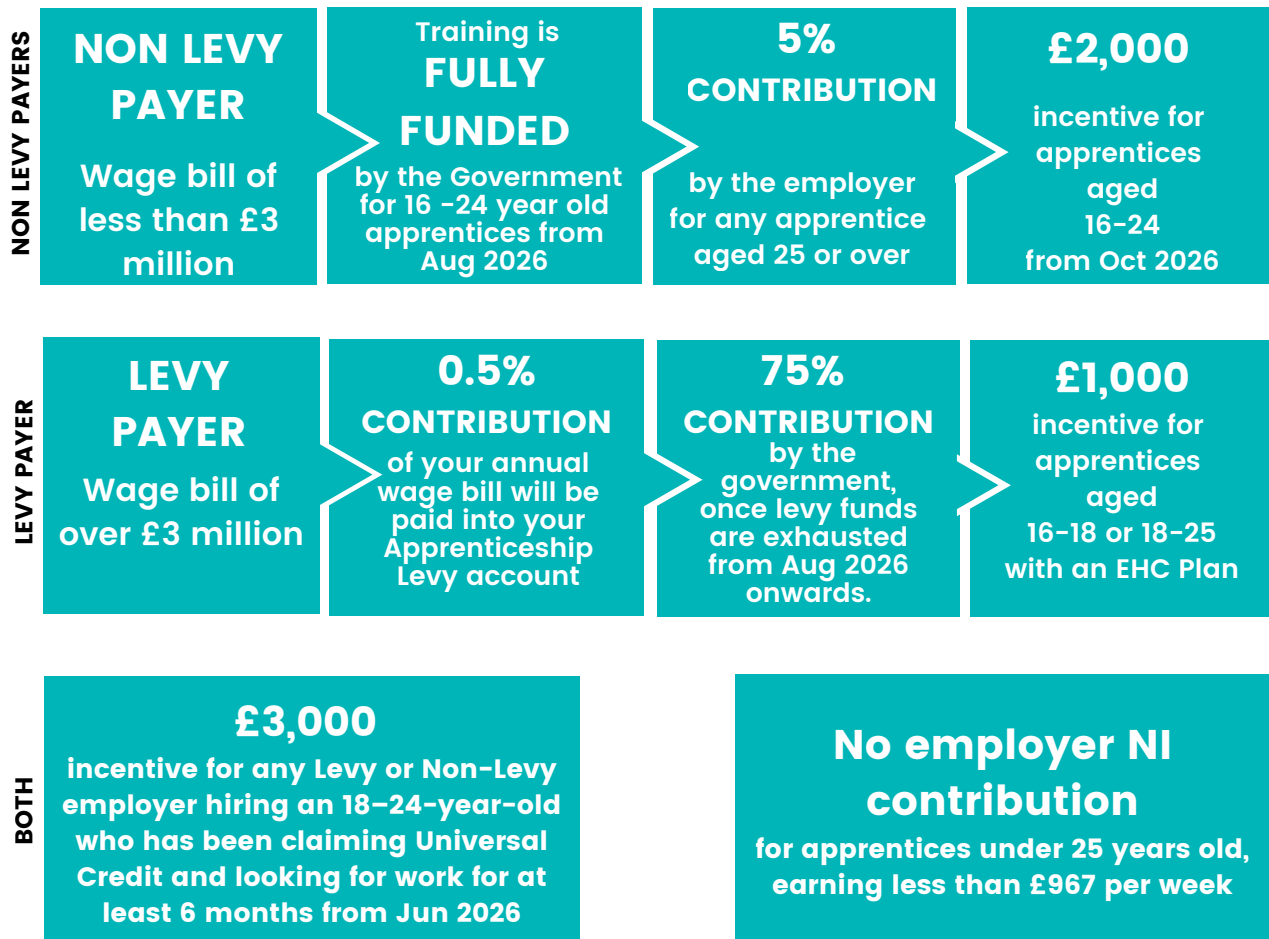 NON LEVY PAYERS
NON LEVY
PAYER
Wage bill of
less than £3
million
Training is
FULLY
FUNDED
by the Government
for 16 -24 year old
apprentices from
Aug 2026
5%
CONTRIBUTION
by the employer
for any apprentice
aged 25 or over
£2,000
incentive for
apprentices
aged
16-24
from Oct 2026
LEVY PAYER
LEVY
PAYER
Wage bill of
over £3 million
0.5%
CONTRIBUTION
of your annual
wage bill will be
paid into your
Apprenticeship
Levy account
75%
CONTRIBUTION
by the
government,
once levy funds
are exhausted
from Aug 2026
onwards.
£1,000
incentive for
apprentices
aged
16-18 or 18-25
with an EHC Plan
BOTH
£3,000
incentive for any Levy or Non-Levy
employer hiring an 18–24-year-old
who has been claiming Universal
Credit and looking for work for at
least 6 months from Jun 2026
No employer NI
contribution
for apprentices under 25 years old,
earning less than £967 per week